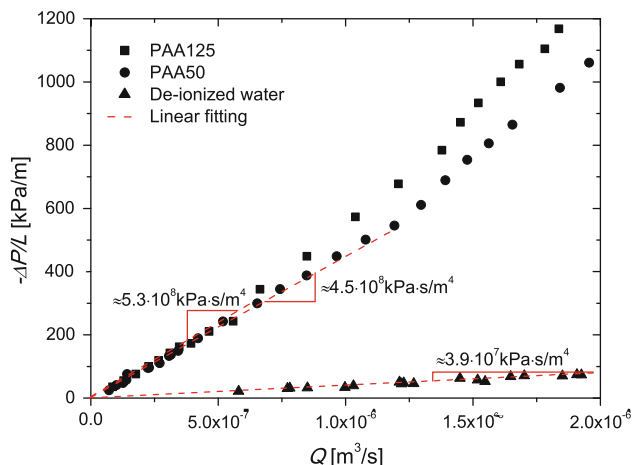 1200
1000
800
600
400
200
0
-ΔP/L [kPa/m]
PAA125
PAA50
De-ionized water
Linear fitting
≈5.3·10⁸kPa·s/m⁴
≈4.5·10⁸kPa·s/m⁴
≈3.9·10⁷kPa·s/m⁴
0.0 5.0x10⁻⁷ 1.0x10⁻⁶ 1.5x10⁻⁶ 2.0x10⁻⁶
Q [m³/s]